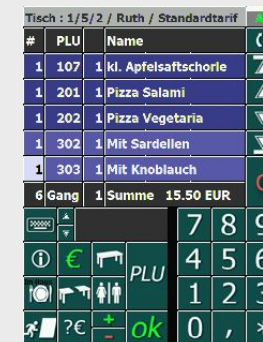 Tisch : 1/5/2 / Ruth / Standardtarif
# PLU Name
1 107 1 kl. Apfelsaftschorle
1 201 1 Pizza Salami
1 202 1 Pizza Vegetaria
1 302 1 Mit Sardellen
1 303 1 Mit Knoblauch
6 Gang 1 Summe 15.50 EUR
7 8 9
€ PLU 4 5 6
1 2 3
?€ + - ok 0 ,